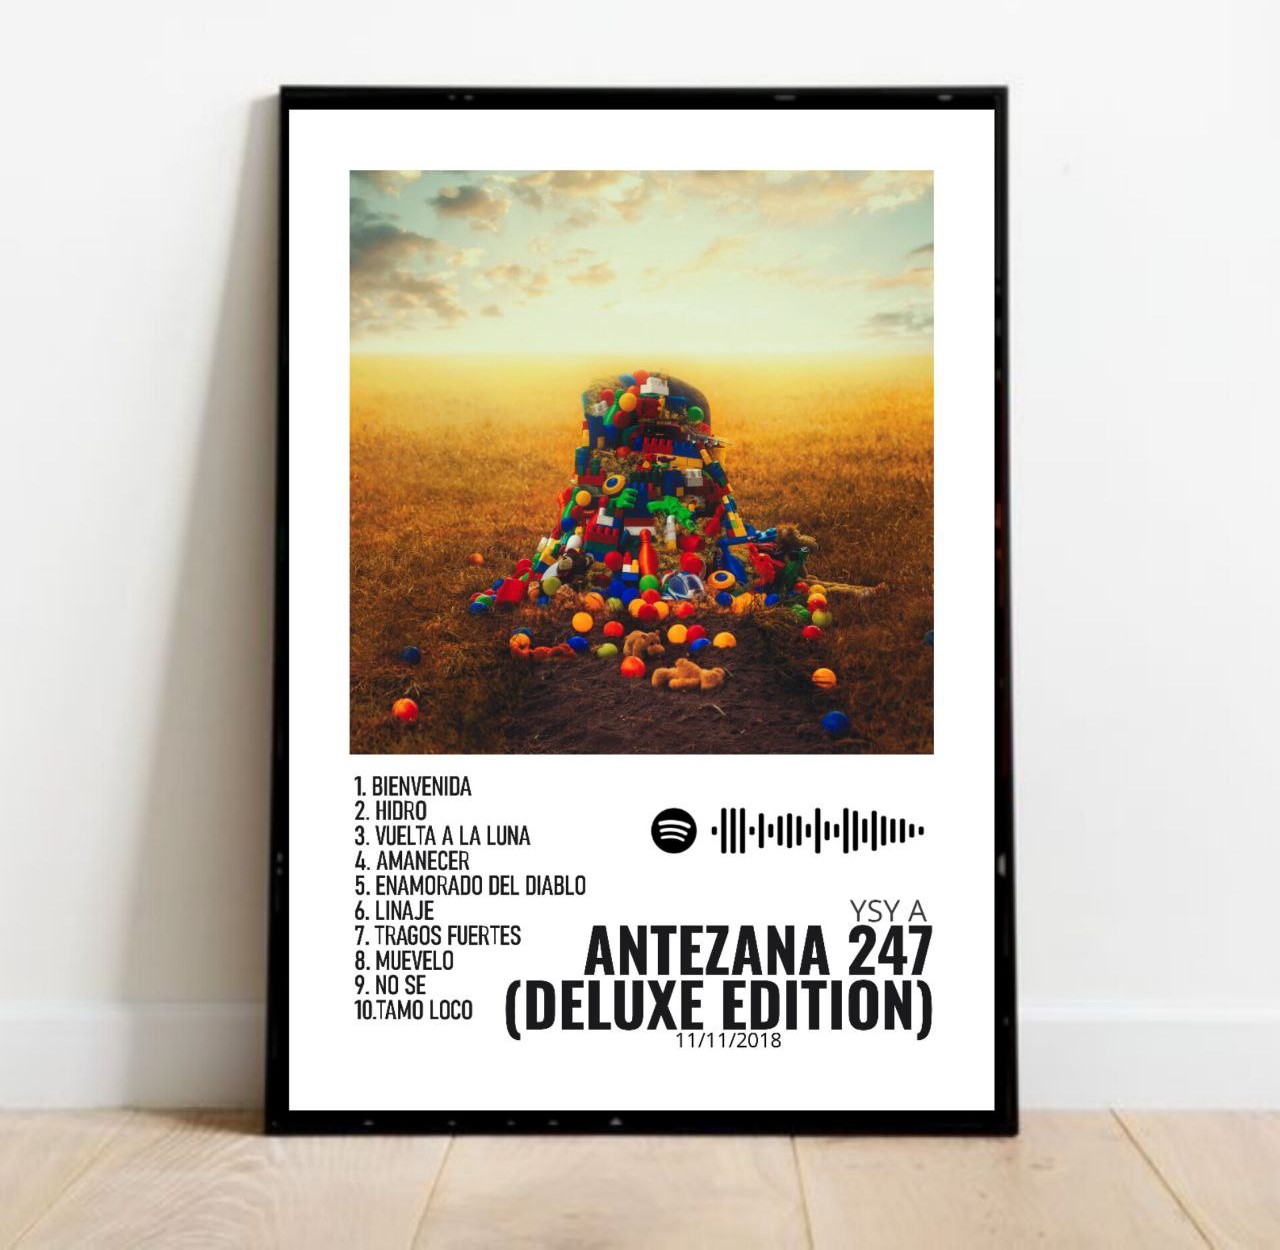 1. BIENVENIDA
2. HIDRO
3. VUELTA A LA LUNA
4. AMANECER
5. ENAMORADO DEL DIABLO
6. LINAJE
7. TRAGOS FUERTES
8. MUEVELO
9. NO SE
10.TAMO LOCO
YSY A
ANTEZANA 247
(DELUXE EDITION)
11/11/2018